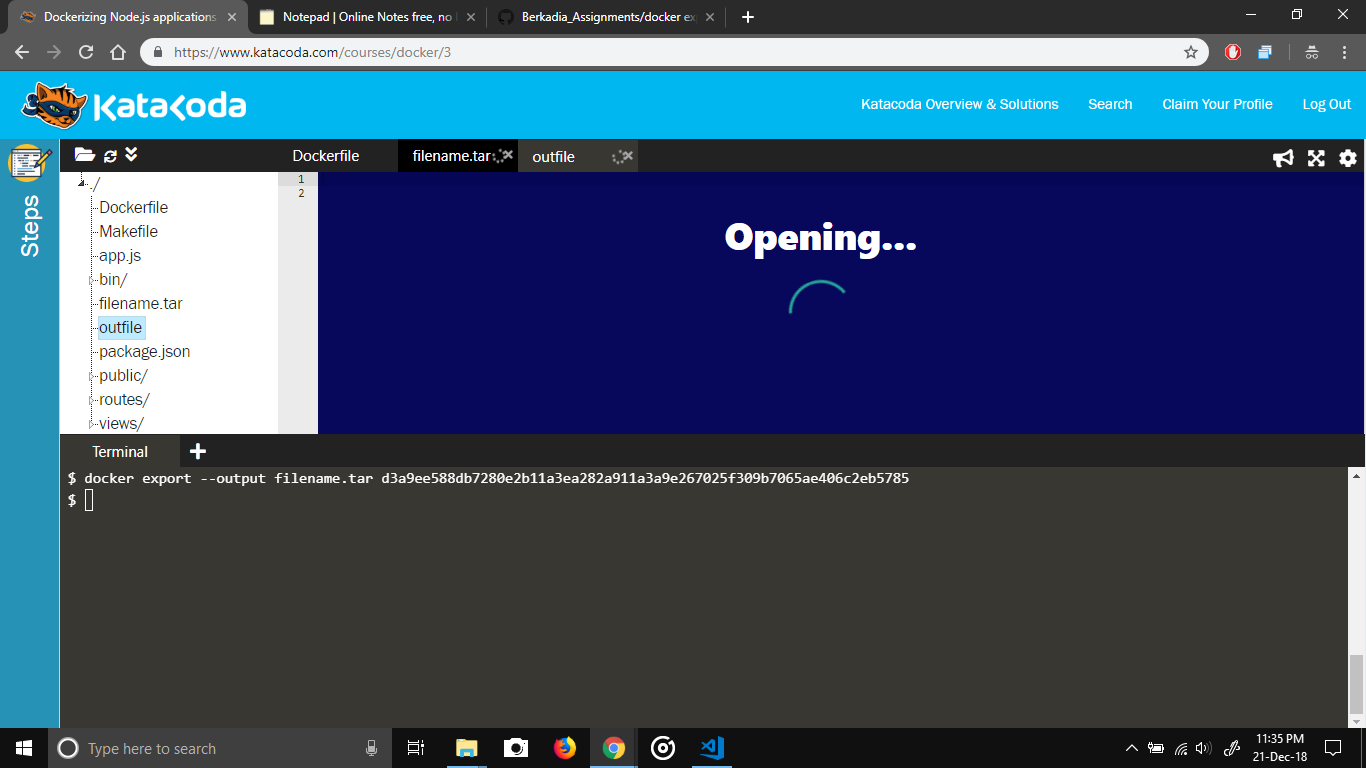 Dockerizing Node.js applications
Notepad | Online Notes free, no
Berkadia_Assignments/docker ex
https://www.katacoda.com/courses/docker/3
KataKoda
Katacoda Overview & Solutions
Search
Claim Your Profile
Log Out
Steps
Dockerfile
filename.tar
outfile
./
Dockerfile
Makefile
app.js
bin/
filename.tar
outfile
package.json
public/
routes/
views/
1
2
Opening...
Terminal
$ docker export --output filename.tar d3a9ee588db7280e2b11a3ea282a911a3a9e267025f309b7065ae406c2eb5785
$
Type here to search
11:35 PM
21-Dec-18